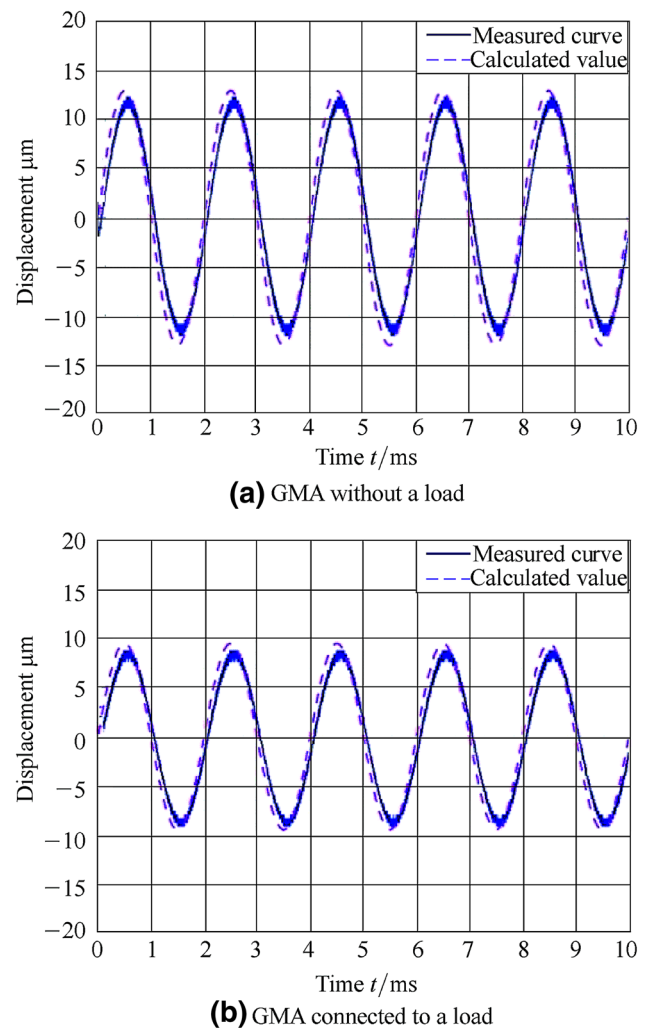 20
15
10
5
0
−5
−10
−15
−20
Displacement μm
Measured curve
Calculated value
0 1 2 3 4 5 6 7 8 9 10
Time t/ms
(a) GMA without a load
20
15
10
5
0
−5
−10
−15
−20
Displacement μm
Measured curve
Calculated value
0 1 2 3 4 5 6 7 8 9 10
Time t/ms
(b) GMA connected to a load